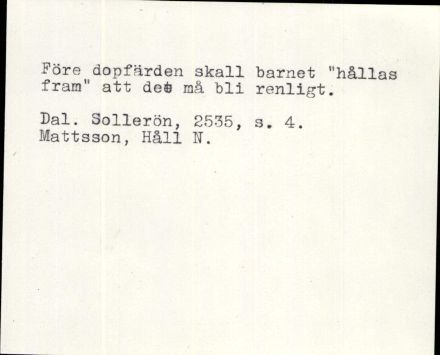 Före dopfärden skall barnet "hållas
fram" att det må bli renligt.
Dal. Sollerön, 2535, s. 4.
Mattsson, Håll N.